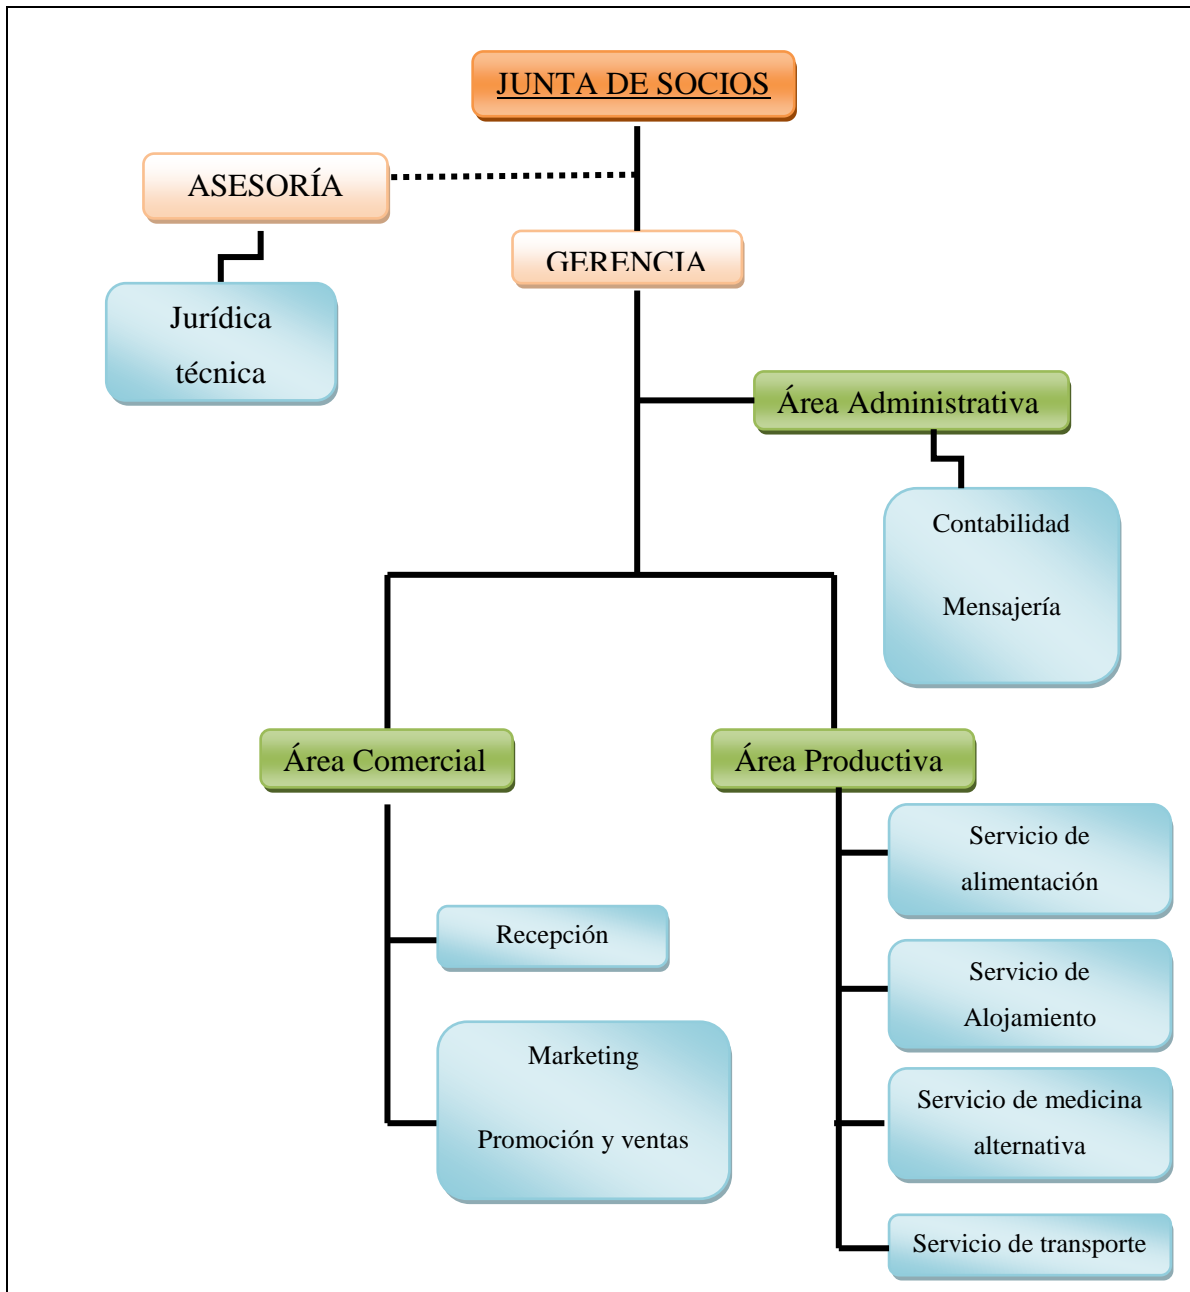 JUNTA DE SOCIOS
ASESORÍA
GERENCIA
Jurídica
técnica
Área Administrativa
Contabilidad
Mensajería
Área Comercial
Área Productiva
Servicio de
alimentación
Recepción
Servicio de
Alojamiento
Marketing
Promoción y ventas
Servicio de medicina
alternativa
Servicio de transporte